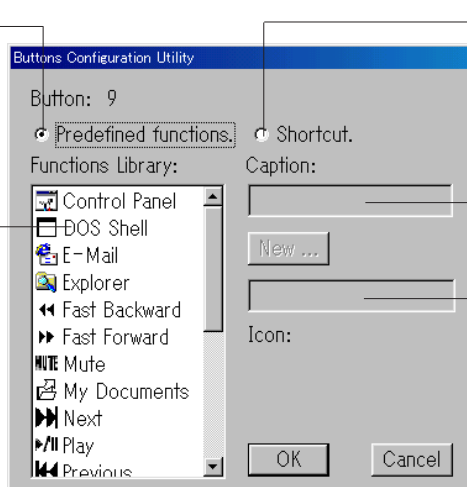 Buttons Configuration Utility
Button: 9
Predefined functions.
Shortcut.
Functions Library:
Caption:
Control Panel
DOS Shell
E-Mail
New ...
Explorer
Fast Backward
Fast Forward
Icon:
MUTE Mute
My Documents
Next
Play
Previous
OK
Cancel